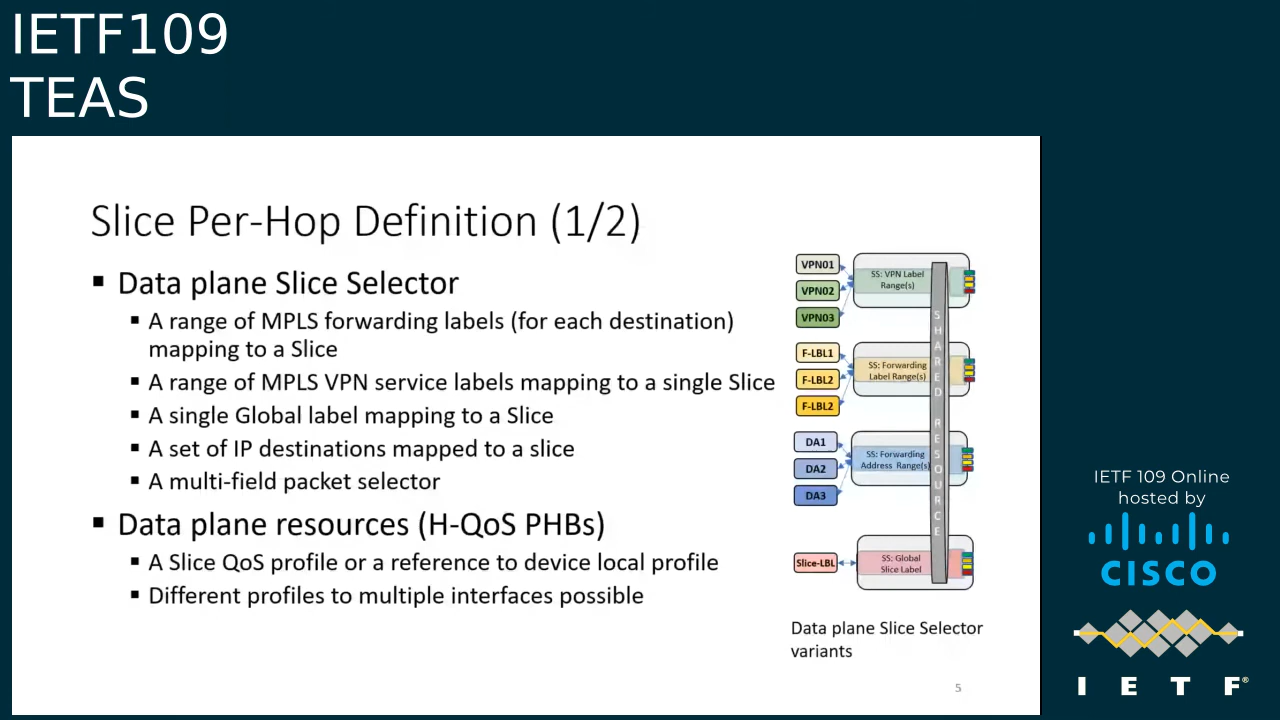 IETF109
TEAS
Slice Per-Hop Definition (1/2)
▪ Data plane Slice Selector
▪ A range of MPLS forwarding labels (for each destination)
mapping to a Slice
▪ A range of MPLS VPN service labels mapping to a single Slice
▪ A single Global label mapping to a Slice
▪ A set of IP destinations mapped to a slice
▪ A multi-field packet selector
▪ Data plane resources (H-QoS PHBs)
▪ A Slice QoS profile or a reference to device local profile
▪ Different profiles to multiple interfaces possible
VPN01
VPN02
VPN03
SS: VPN Label
Range(s)
F-LBL1
F-LBL2
F-LBL2
SS: Forwarding
Label Range(s)
DA1
DA2
DA3
SS: Forwarding
Address Range(s)
Slice-LBL
SS: Global
Slice Label
SHARED RESOURCE
Data plane Slice Selector
variants
5
IETF 109 Online
hosted by
CISCO
IETF®